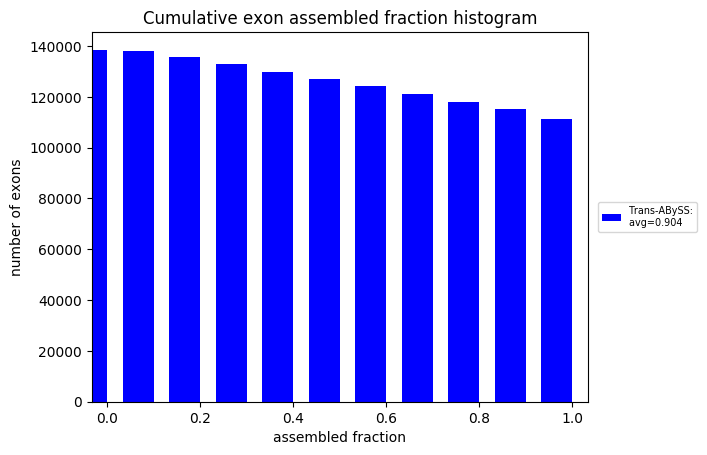 Cumulative exon assembled fraction histogram
140000
120000
100000
80000
60000
40000
20000
0
number of exons
0.0 0.2 0.4 0.6 0.8 1.0
assembled fraction
Trans-ABySS:
avg=0.904